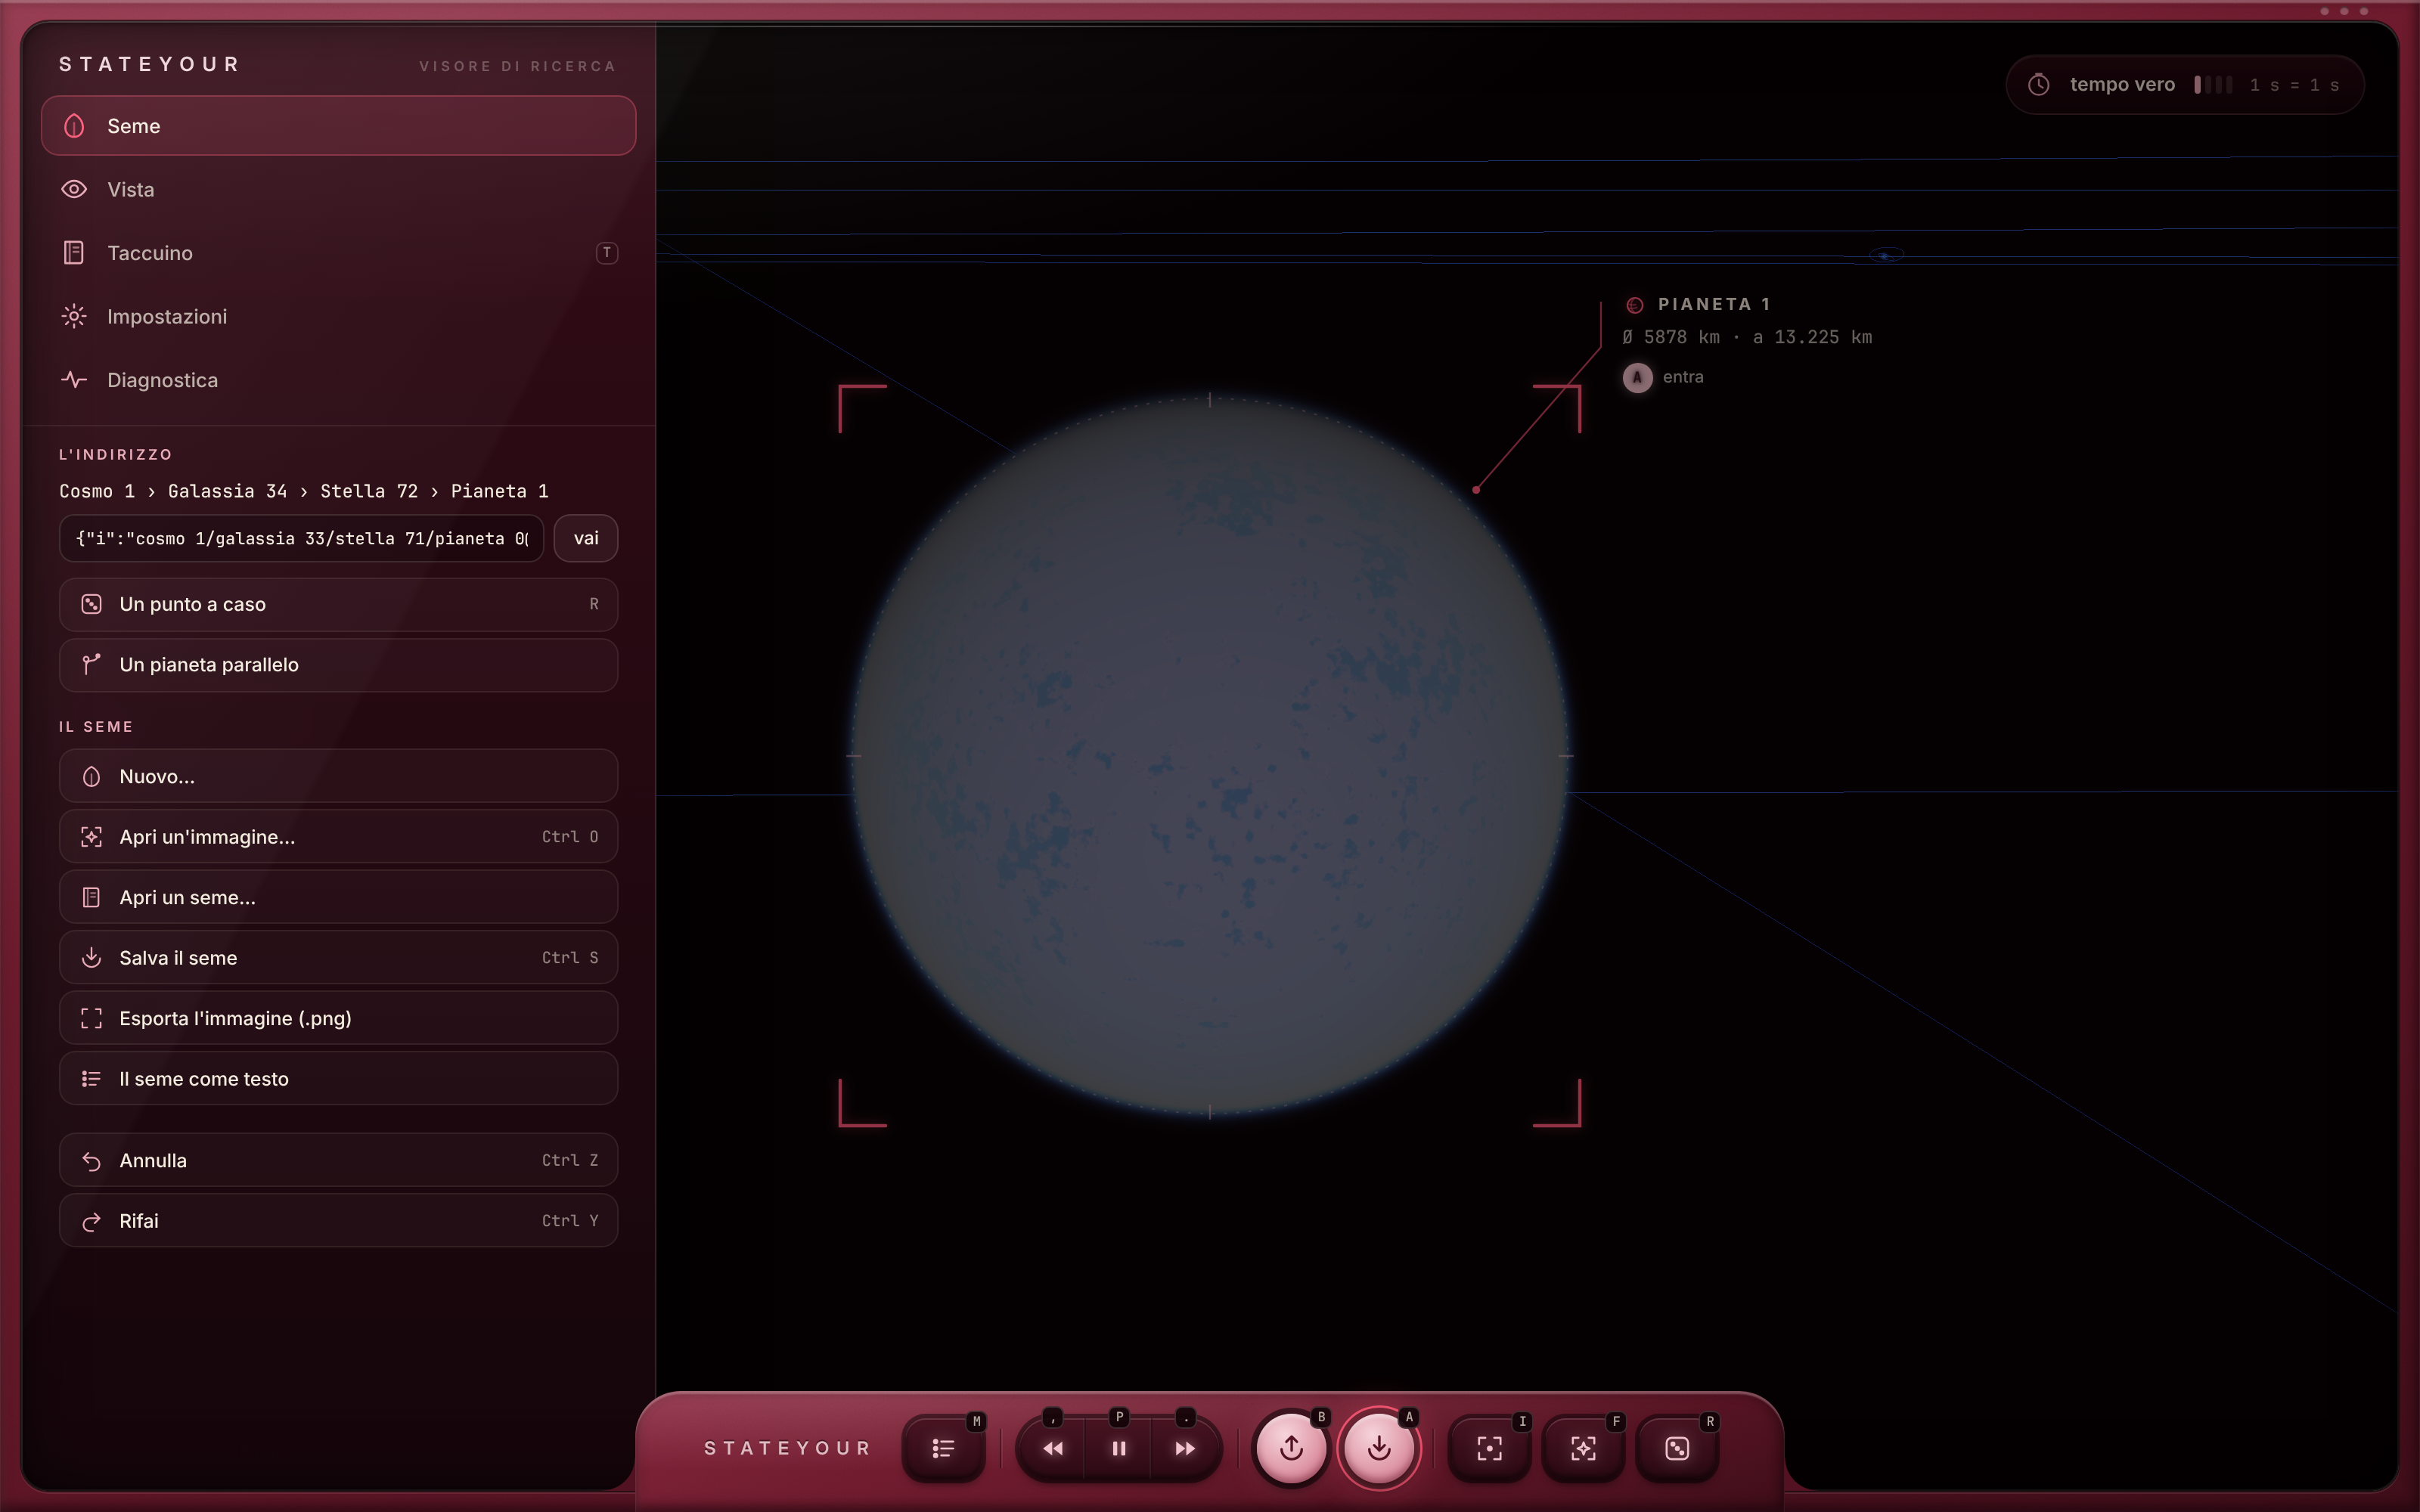 STATEYOUR
VISORE DI RICERCA
Seme
Vista
Taccuino T
Impostazioni
Diagnostica
L'INDIRIZZO
Cosmo 1 › Galassia 34 › Stella 72 › Pianeta 1
{"i":"cosmo 1/galassia 33/stella 71/pianeta 0( vai
Un punto a caso R
Un pianeta parallelo
IL SEME
Nuovo...
Apri un'immagine... Ctrl O
Apri un seme...
Salva il seme Ctrl S
Esporta l'immagine (.png)
Il seme come testo
Annulla Ctrl Z
Rifai Ctrl Y
tempo vero 1 s = 1 s
PIANETA 1
Ø 5878 km · a 13.225 km
A entra
STATEYOUR
M , P . B A I F R